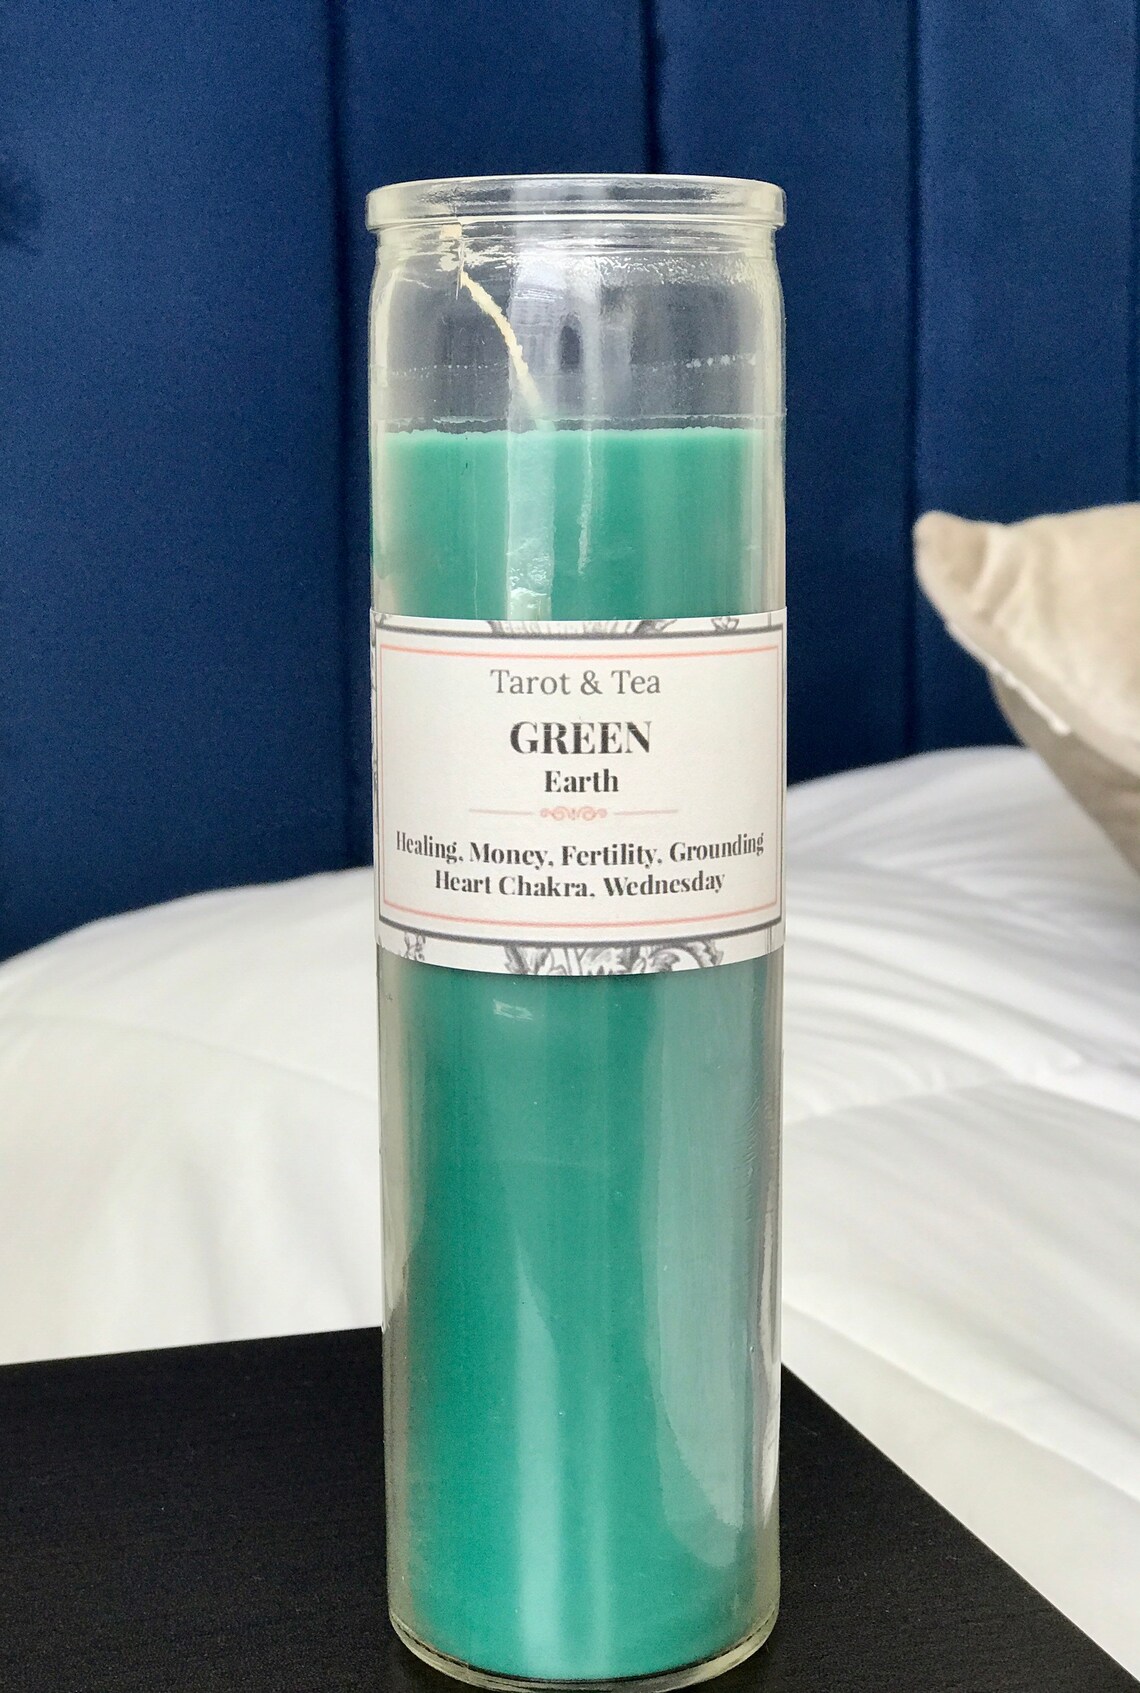 Tarot & Tea
GREEN
Earth
Healing, Money, Fertility, Grounding
Heart Chakra, Wednesday